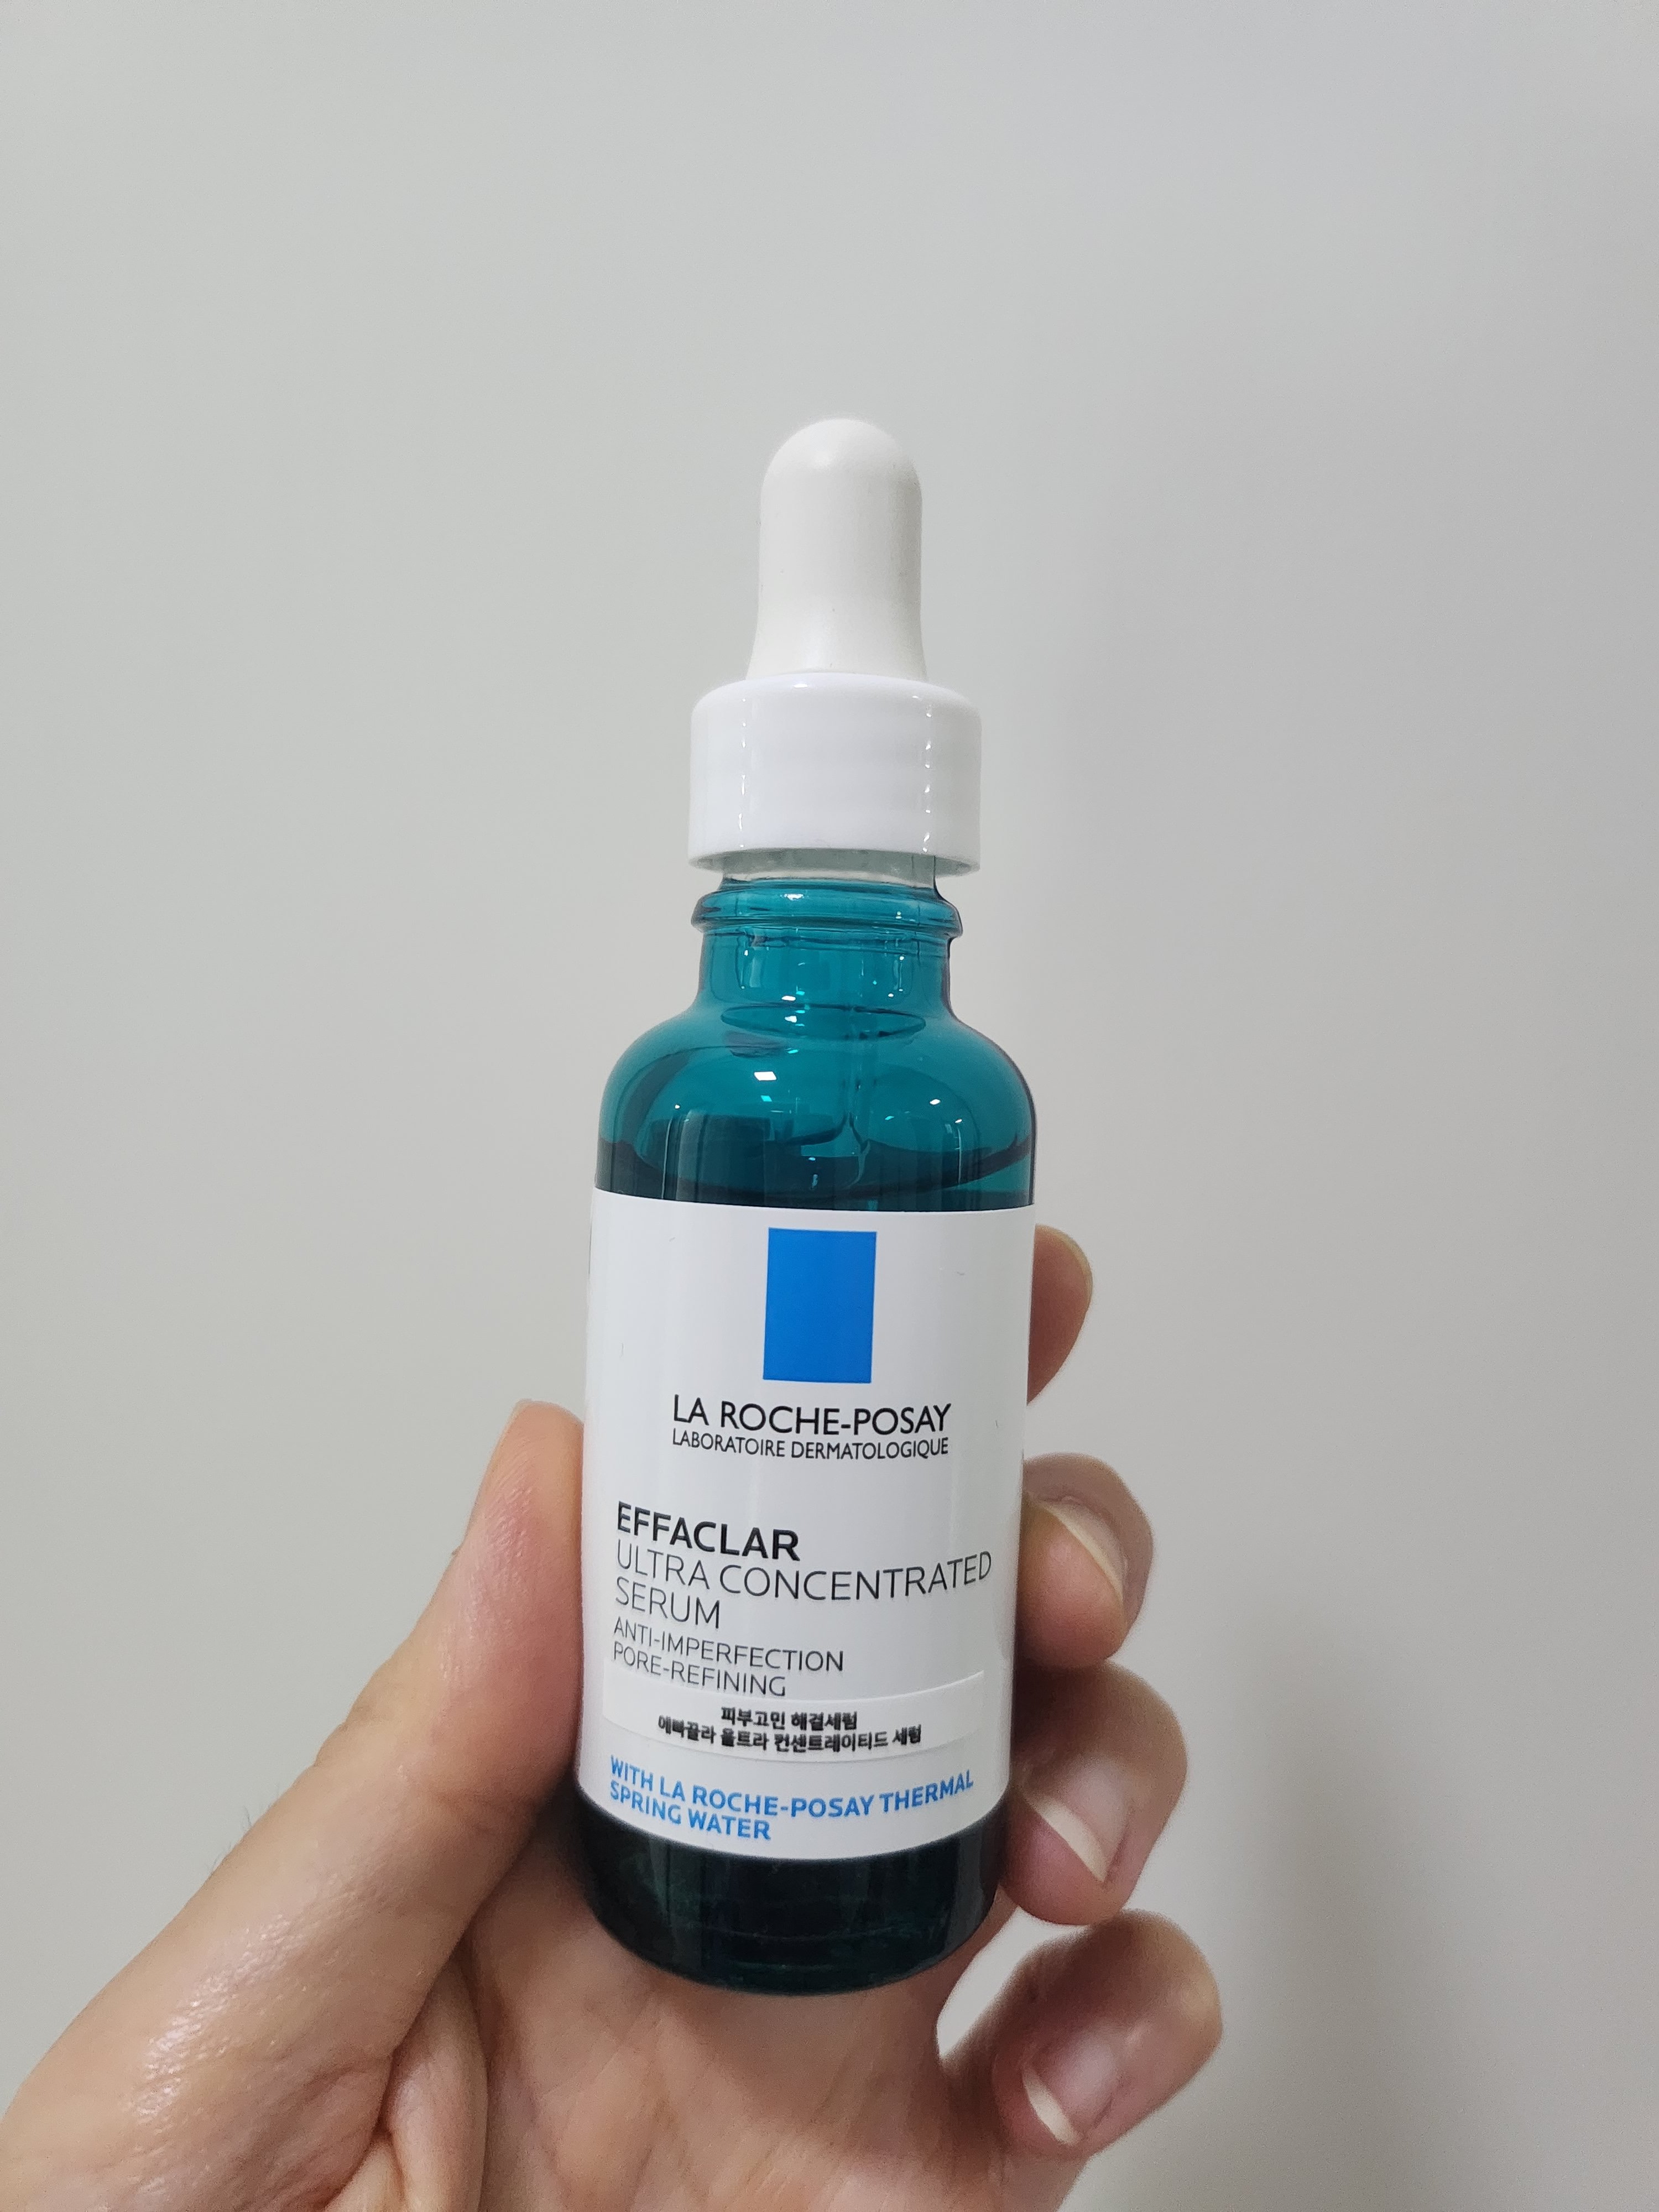 LA ROCHE-POSAY
LABORATOIRE DERMATOLOGIQUE
EFFACLAR
ULTRA CONCENTRATED
SERUM
ANTI-IMPERFECTION
PORE-REFINING
피부고민 해결세럼
에빠끌라 울트라 컨센트레이티드 세럼
WITH LA ROCHE-POSAY THERMAL
SPRING WATER